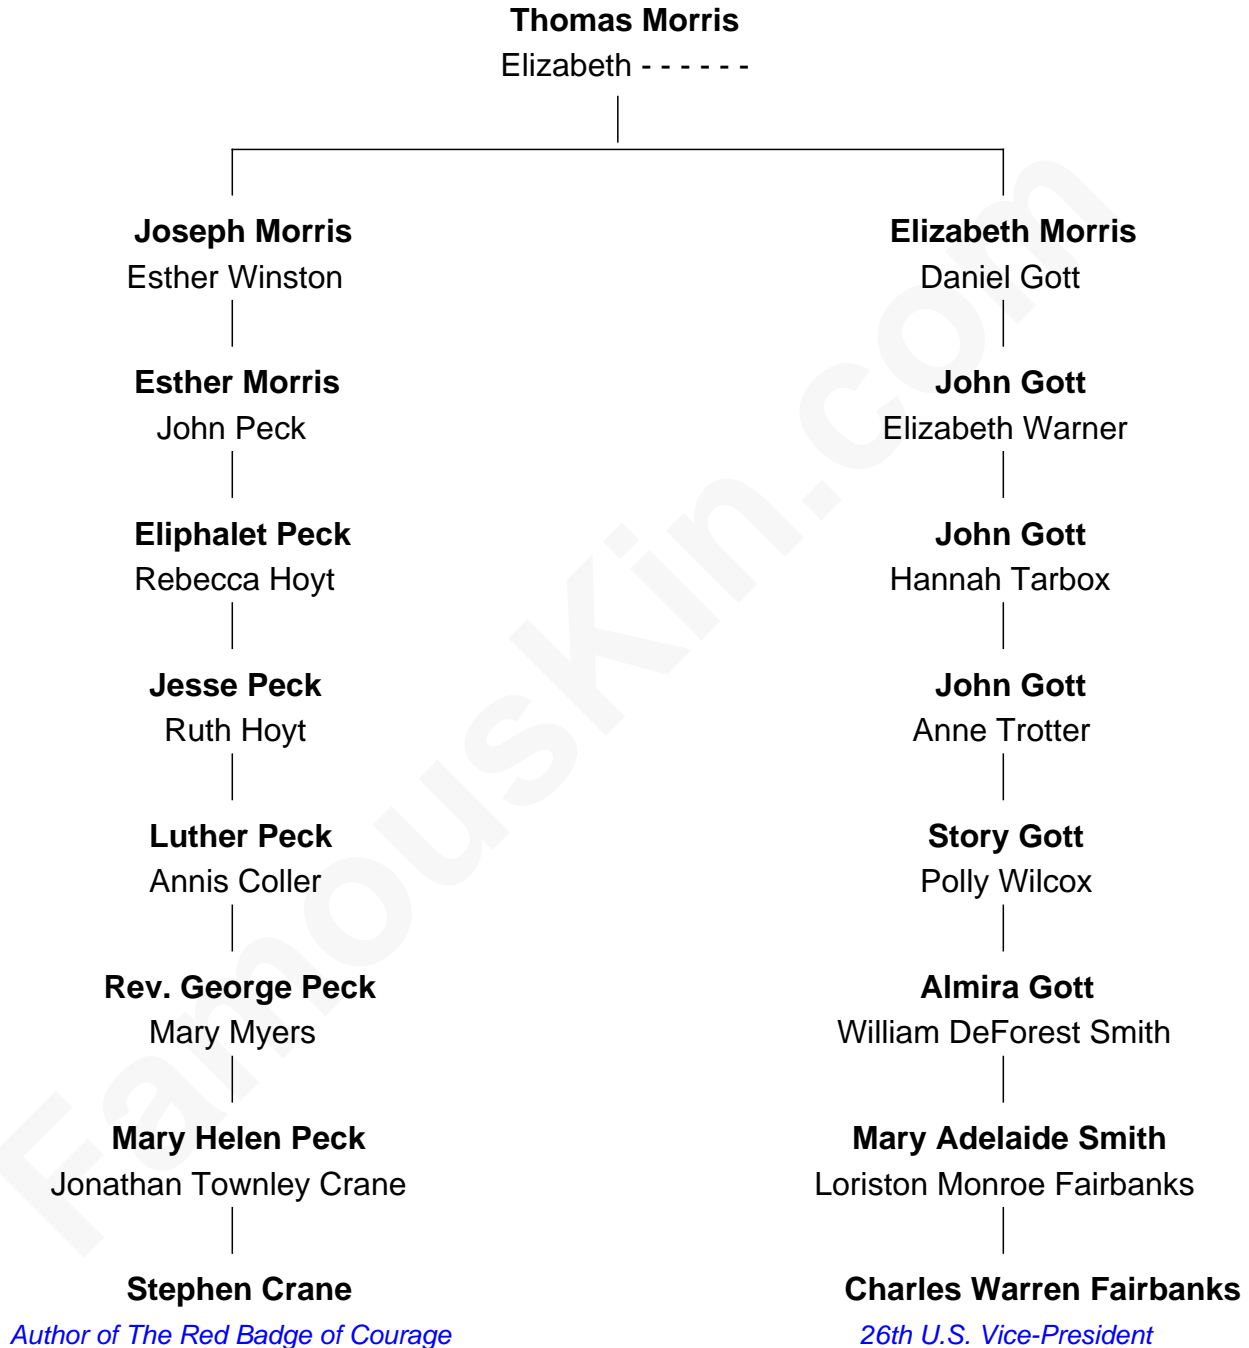 Thomas Morris
Elizabeth - - - - - -
Joseph Morris
Esther Winston
Esther Morris
John Peck
Eliphalet Peck
Rebecca Hoyt
Jesse Peck
Ruth Hoyt
Luther Peck
Annis Coller
Rev. George Peck
Mary Myers
Mary Helen Peck
Jonathan Townley Crane
Stephen Crane
Author of The Red Badge of Courage
Elizabeth Morris
Daniel Gott
John Gott
Elizabeth Warner
John Gott
Hannah Tarbox
John Gott
Anne Trotter
Story Gott
Polly Wilcox
Almira Gott
William DeForest Smith
Mary Adelaide Smith
Loriston Monroe Fairbanks
Charles Warren Fairbanks
26th U.S. Vice-President
FamousKin.com